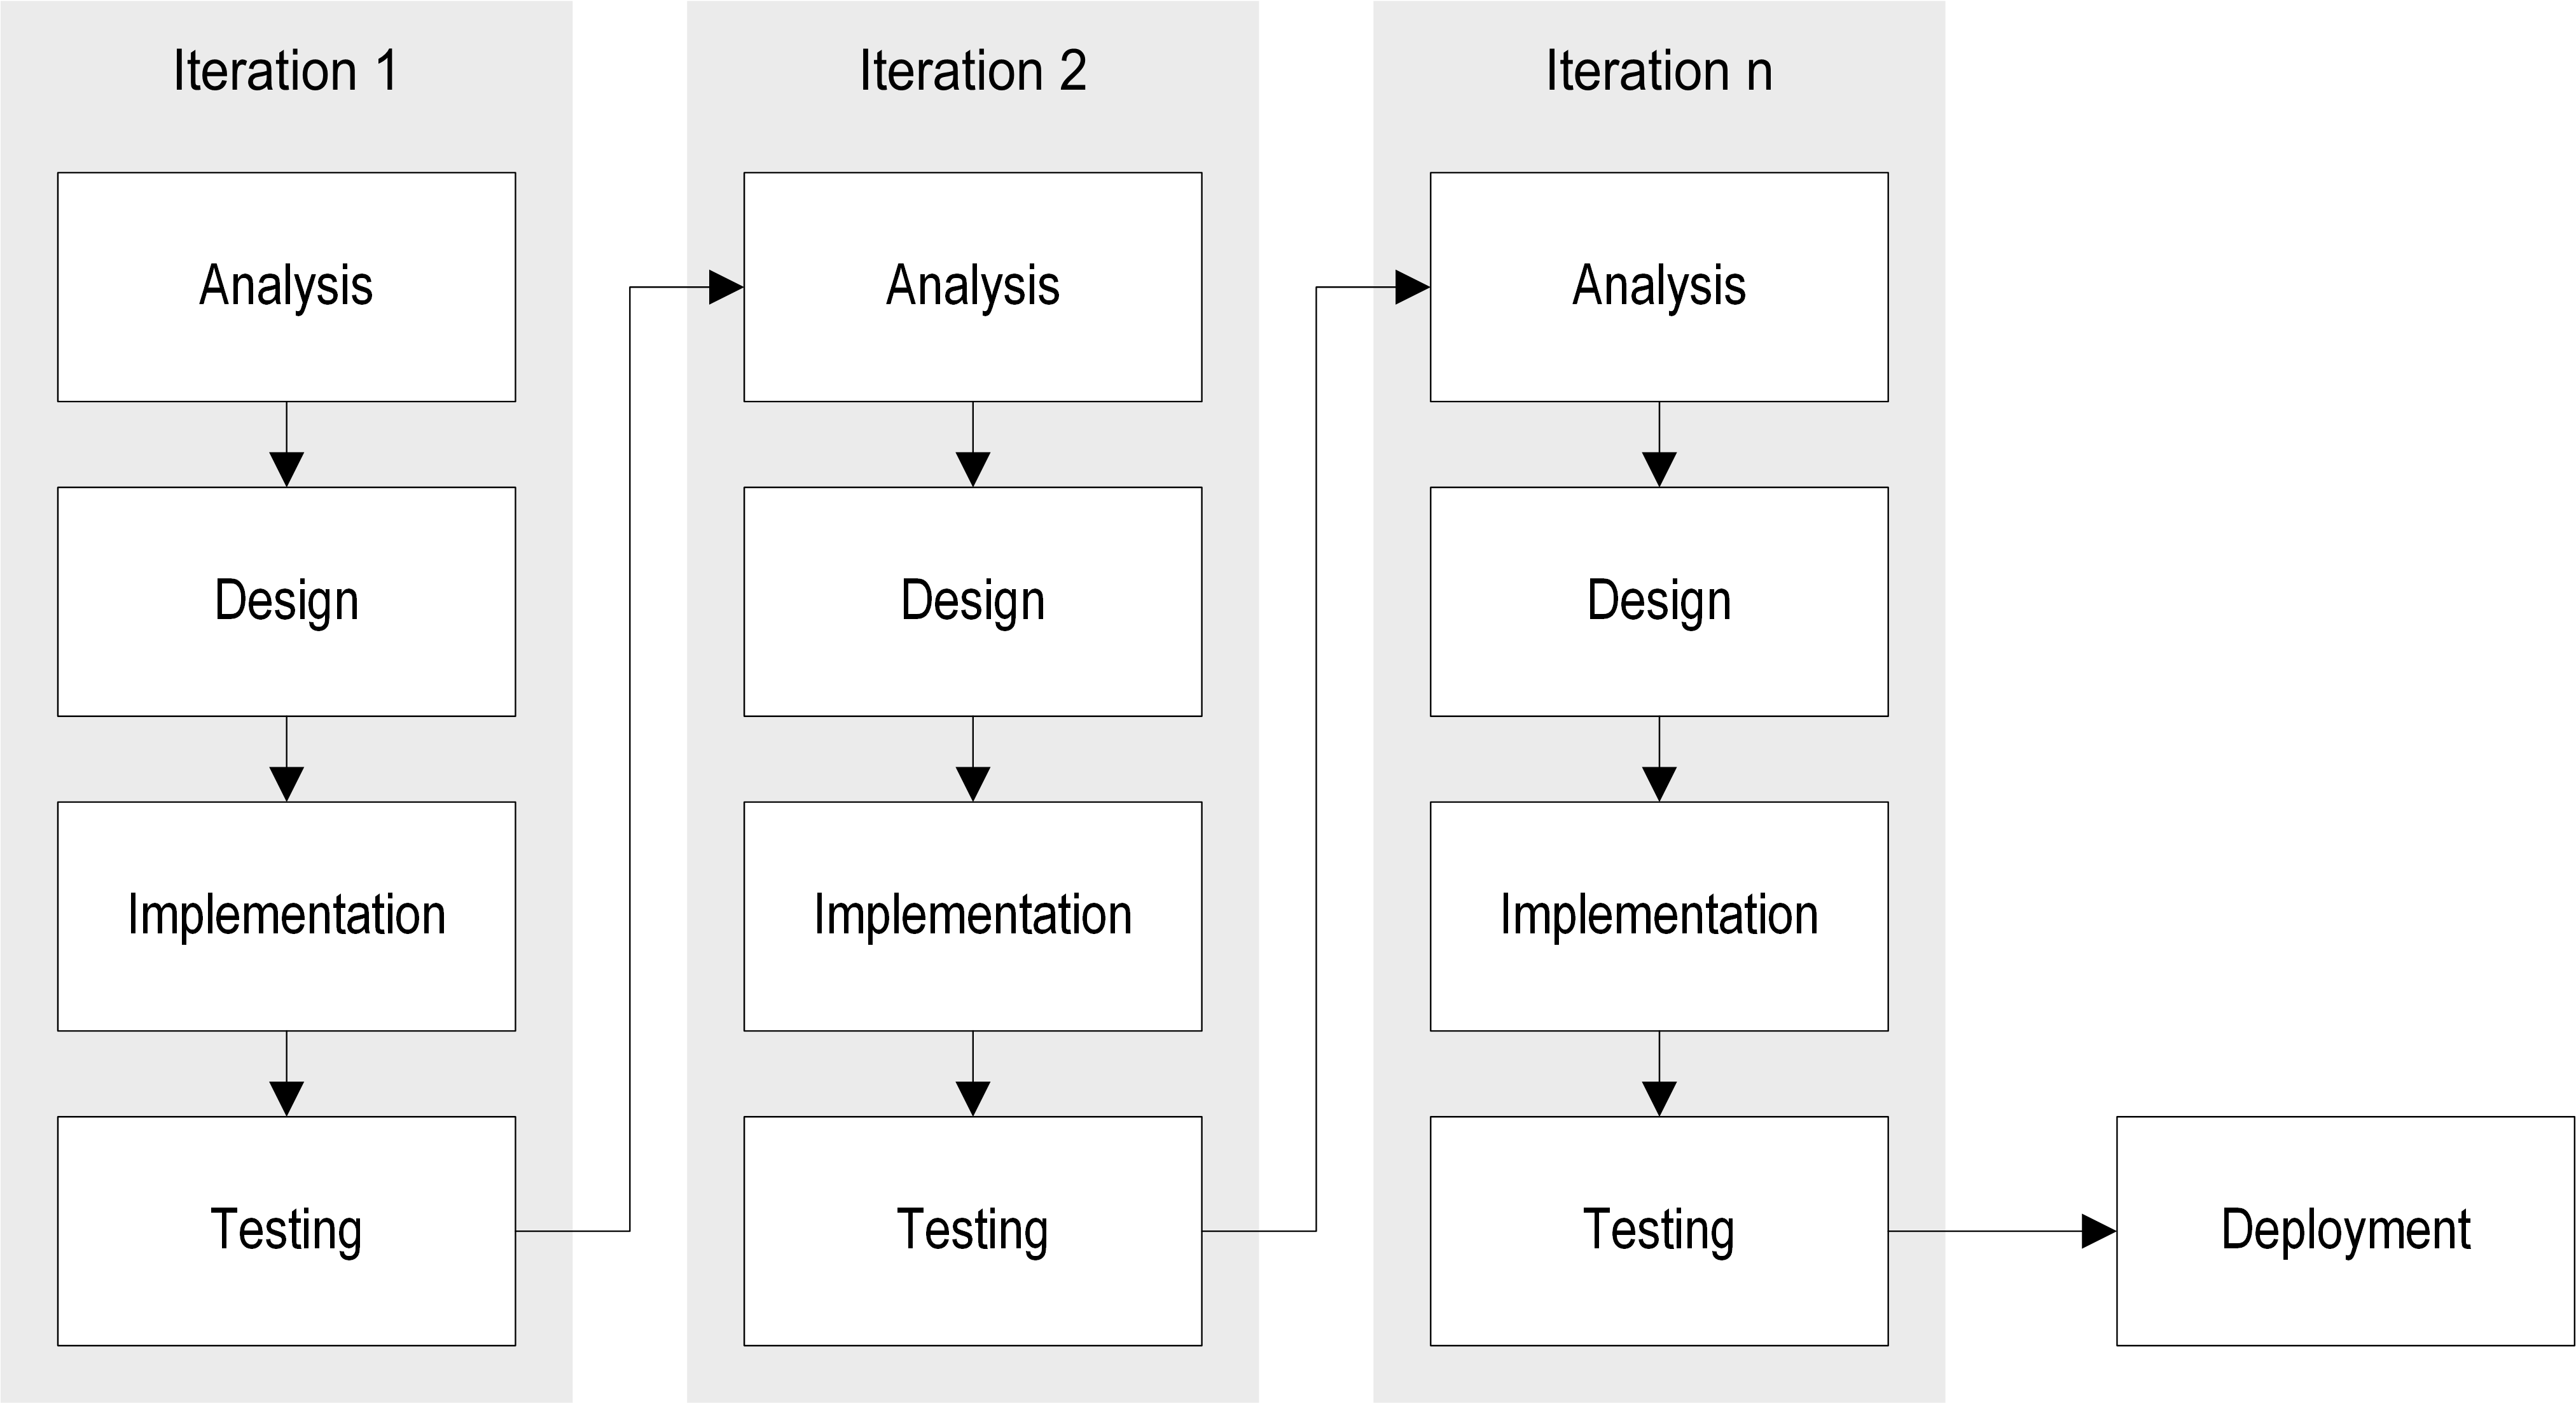 Iteration 1
Analysis
Design
Implementation
Testing
Iteration 2
Analysis
Design
Implementation
Testing
Iteration n
Analysis
Design
Implementation
Testing
Deployment